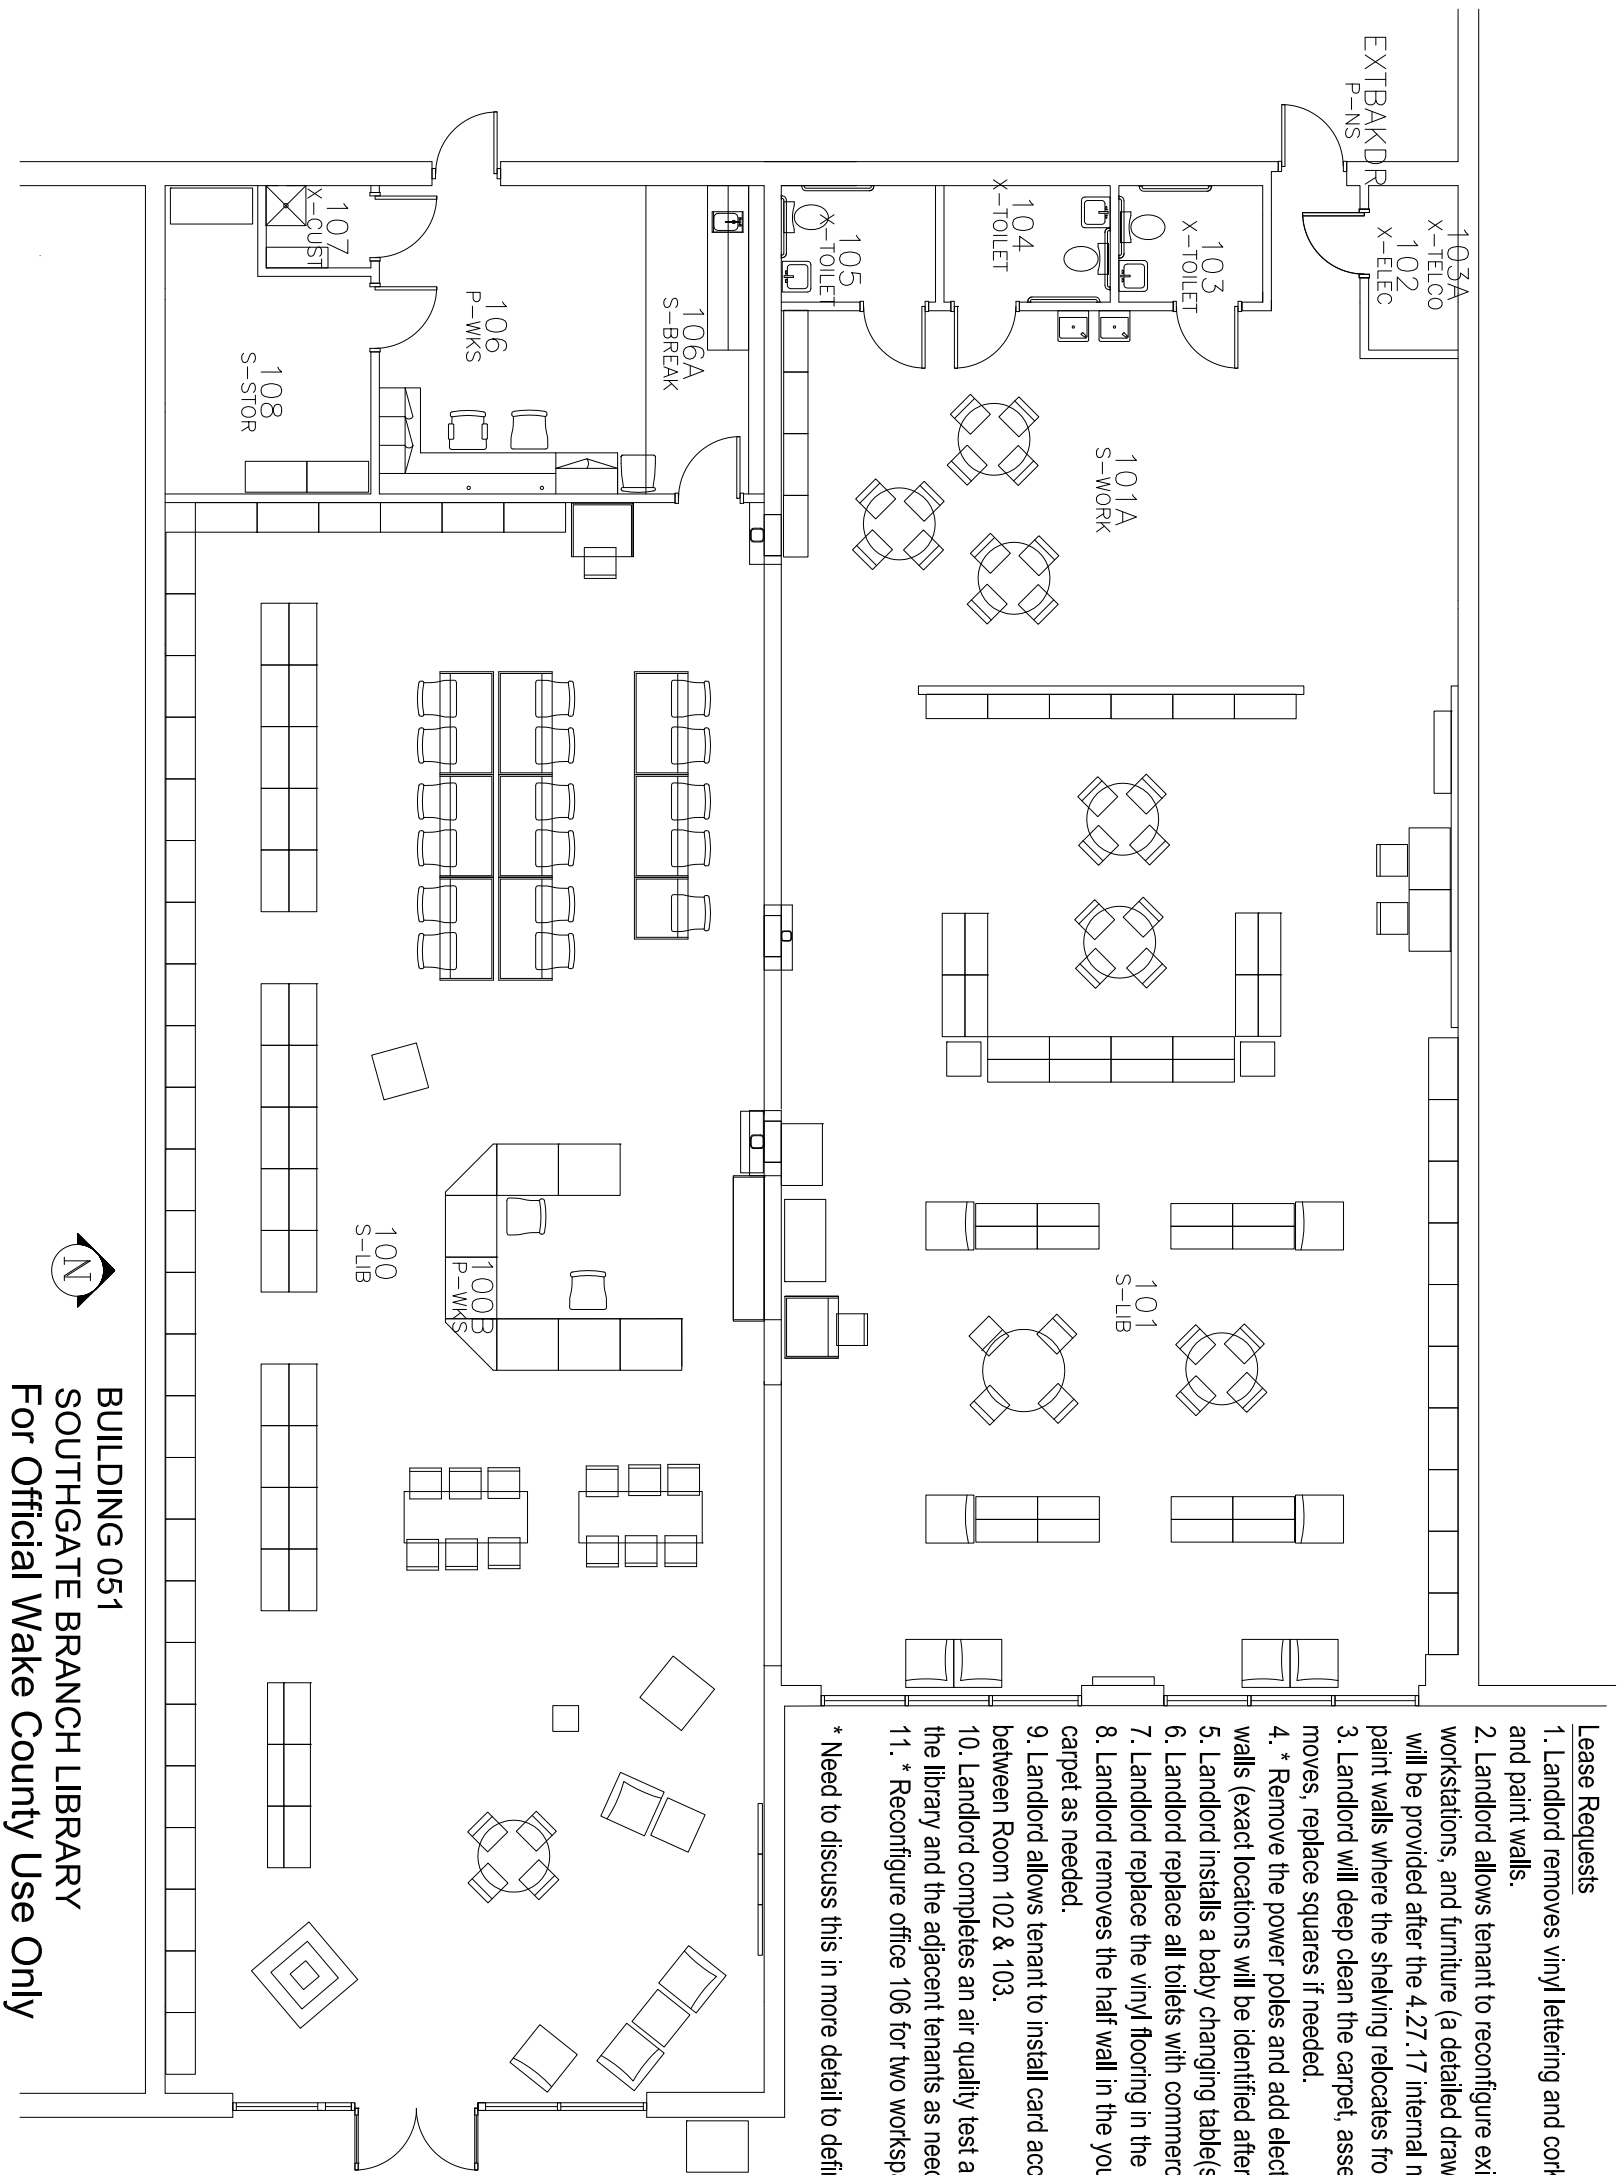 EXTBAKDR
P-NS
103A
X-TELCO
102
X-ELEC
103
X-TOILET
104
X-TOILET
105
X-TOILET
106A
S-BREAK
106
P-WKS
107
X-CUST
108
S-STOR
101A
S-WORK
101
S-LIB
100
S-LIB
100B
P-WKS
Lease Requests
1. Landlord removes vinyl lettering and cork
and paint walls.
2. Landlord allows tenant to reconfigure exi
workstations, and furniture (a detailed draw
will be provided after the 4.27.17 internal n
paint walls where the shelving relocates fro
3. Landlord will deep clean the carpet, asse
moves, replace squares if needed.
4. * Remove the power poles and add elect
walls (exact locations will be identified after
5. Landlord installs a baby changing table(s
6. Landlord replace all toilets with commerc
7. Landlord replace the vinyl flooring in the
8. Landlord removes the half wall in the you
carpet as needed.
9. Landlord allows tenant to install card acc
between Room 102 & 103.
10. Landlord completes an air quality test a
the library and the adjacent tenants as need
11. * Reconfigure office 106 for two workspa
* Need to discuss this in more detail to defin
N
BUILDING 051
SOUTHGATE BRANCH LIBRARY
For Official Wake County Use Only